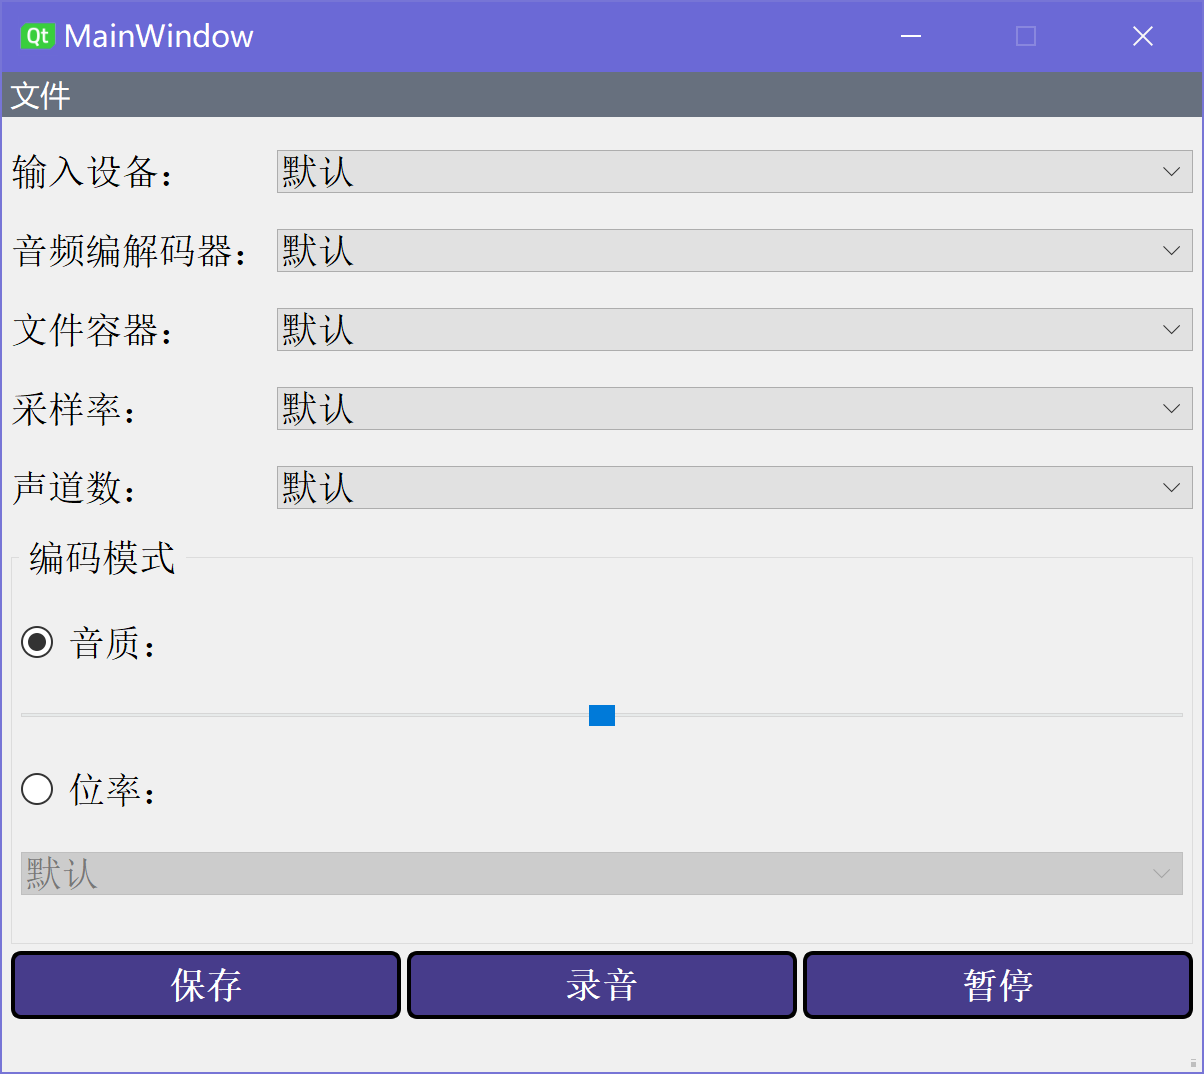 Qt MainWindow
文件
输入设备： 默认
音频编解码器： 默认
文件容器： 默认
采样率： 默认
声道数： 默认
编码模式
音质：
位率：
默认
保存 录音 暂停